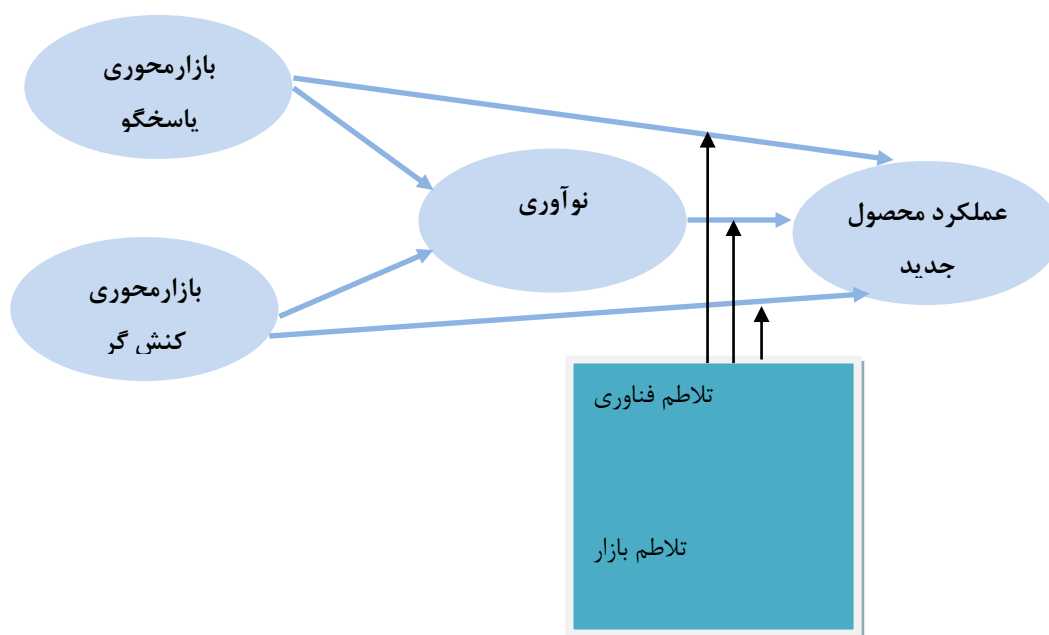 بازارمحوری
پاسخگو
نوآوری
عملکرد محصول
جدید
بازارمحوری
کنش گر
تلاطم فناوری
تلاطم بازار